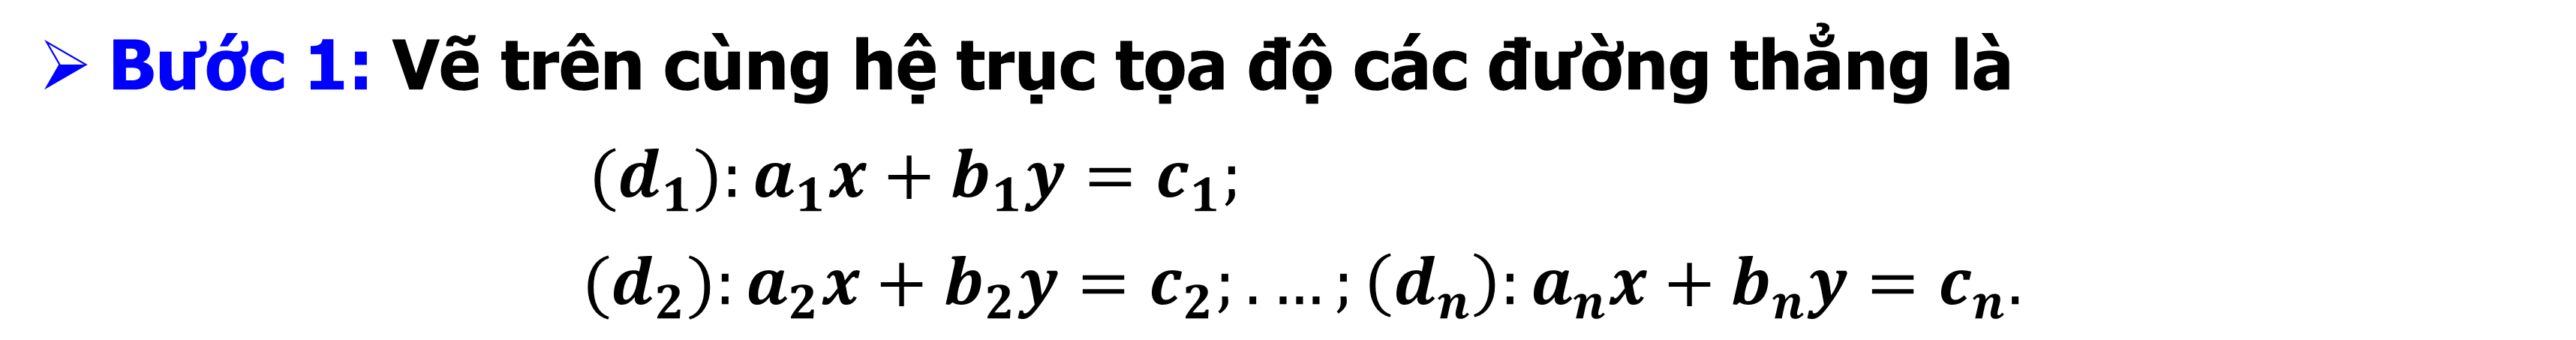 ➢ Bước 1: Vẽ trên cùng hệ trục tọa độ các đường thẳng là
(d₁): a₁x + b₁y = c₁;
(d₂): a₂x + b₂y = c₂; . ... ; (dₙ): aₙx + bₙy = cₙ.